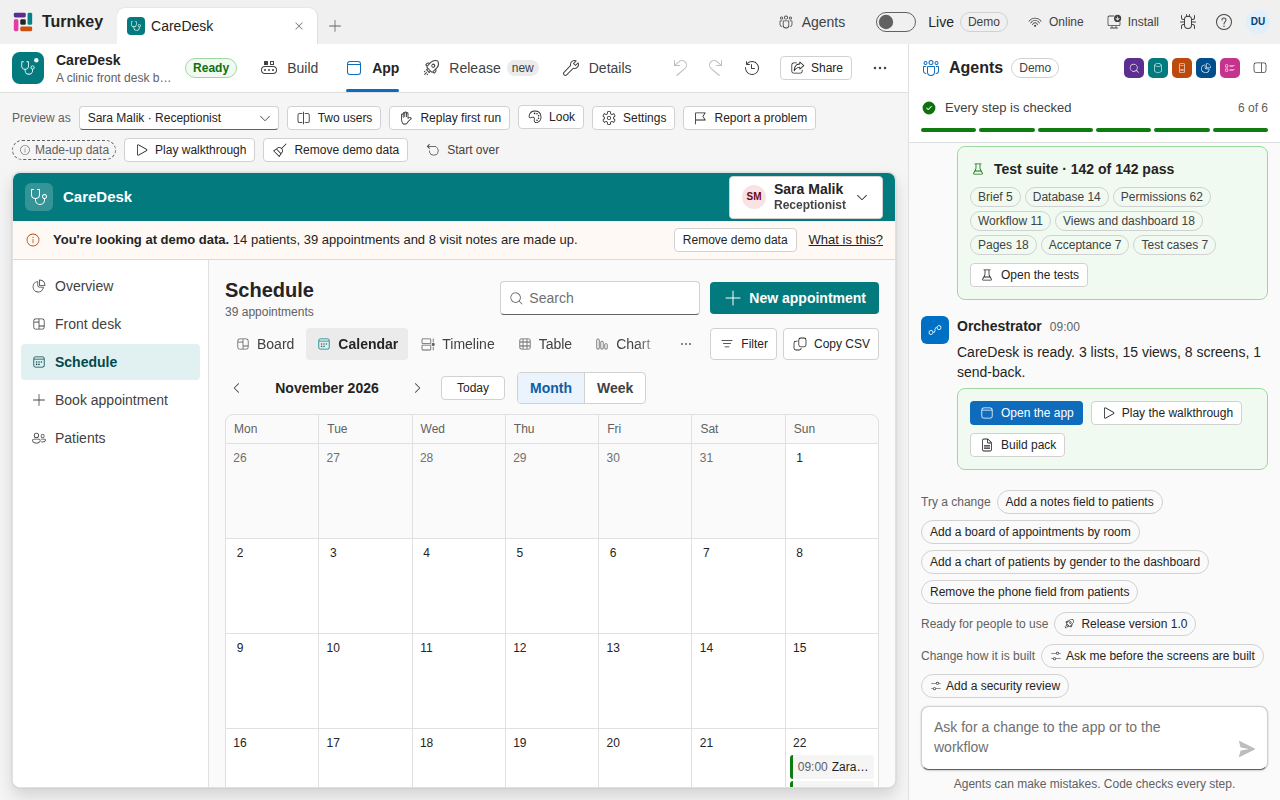 Turnkey
CareDesk
Agents
Live
Demo
Online
Install
DU
CareDesk
A clinic front desk b…
Ready
Build
App
Release
new
Details
Share
Agents
Demo
Preview as
Sara Malik · Receptionist
Two users
Replay first run
Look
Settings
Report a problem
Every step is checked
6 of 6
Made-up data
Play walkthrough
Remove demo data
Start over
CareDesk
SM
Sara Malik
Receptionist
You're looking at demo data. 14 patients, 39 appointments and 8 visit notes are made up.
Remove demo data
What is this?
Overview
Front desk
Schedule
Book appointment
Patients
Schedule
39 appointments
Search
New appointment
Board
Calendar
Timeline
Table
Chart
Filter
Copy CSV
November 2026
Today
Month
Week
Mon Tue Wed Thu Fri Sat Sun
26 27 28 29 30 31 1
2 3 4 5 6 7 8
9 10 11 12 13 14 15
16 17 18 19 20 21 22
09:00 Zara…
Test suite · 142 of 142 pass
Brief 5
Database 14
Permissions 62
Workflow 11
Views and dashboard 18
Pages 18
Acceptance 7
Test cases 7
Open the tests
Orchestrator 09:00
CareDesk is ready. 3 lists, 15 views, 8 screens, 1
send-back.
Open the app
Play the walkthrough
Build pack
Try a change
Add a notes field to patients
Add a board of appointments by room
Add a chart of patients by gender to the dashboard
Remove the phone field from patients
Ready for people to use
Release version 1.0
Change how it is built
Ask me before the screens are built
Add a security review
Ask for a change to the app or to the
workflow
Agents can make mistakes. Code checks every step.